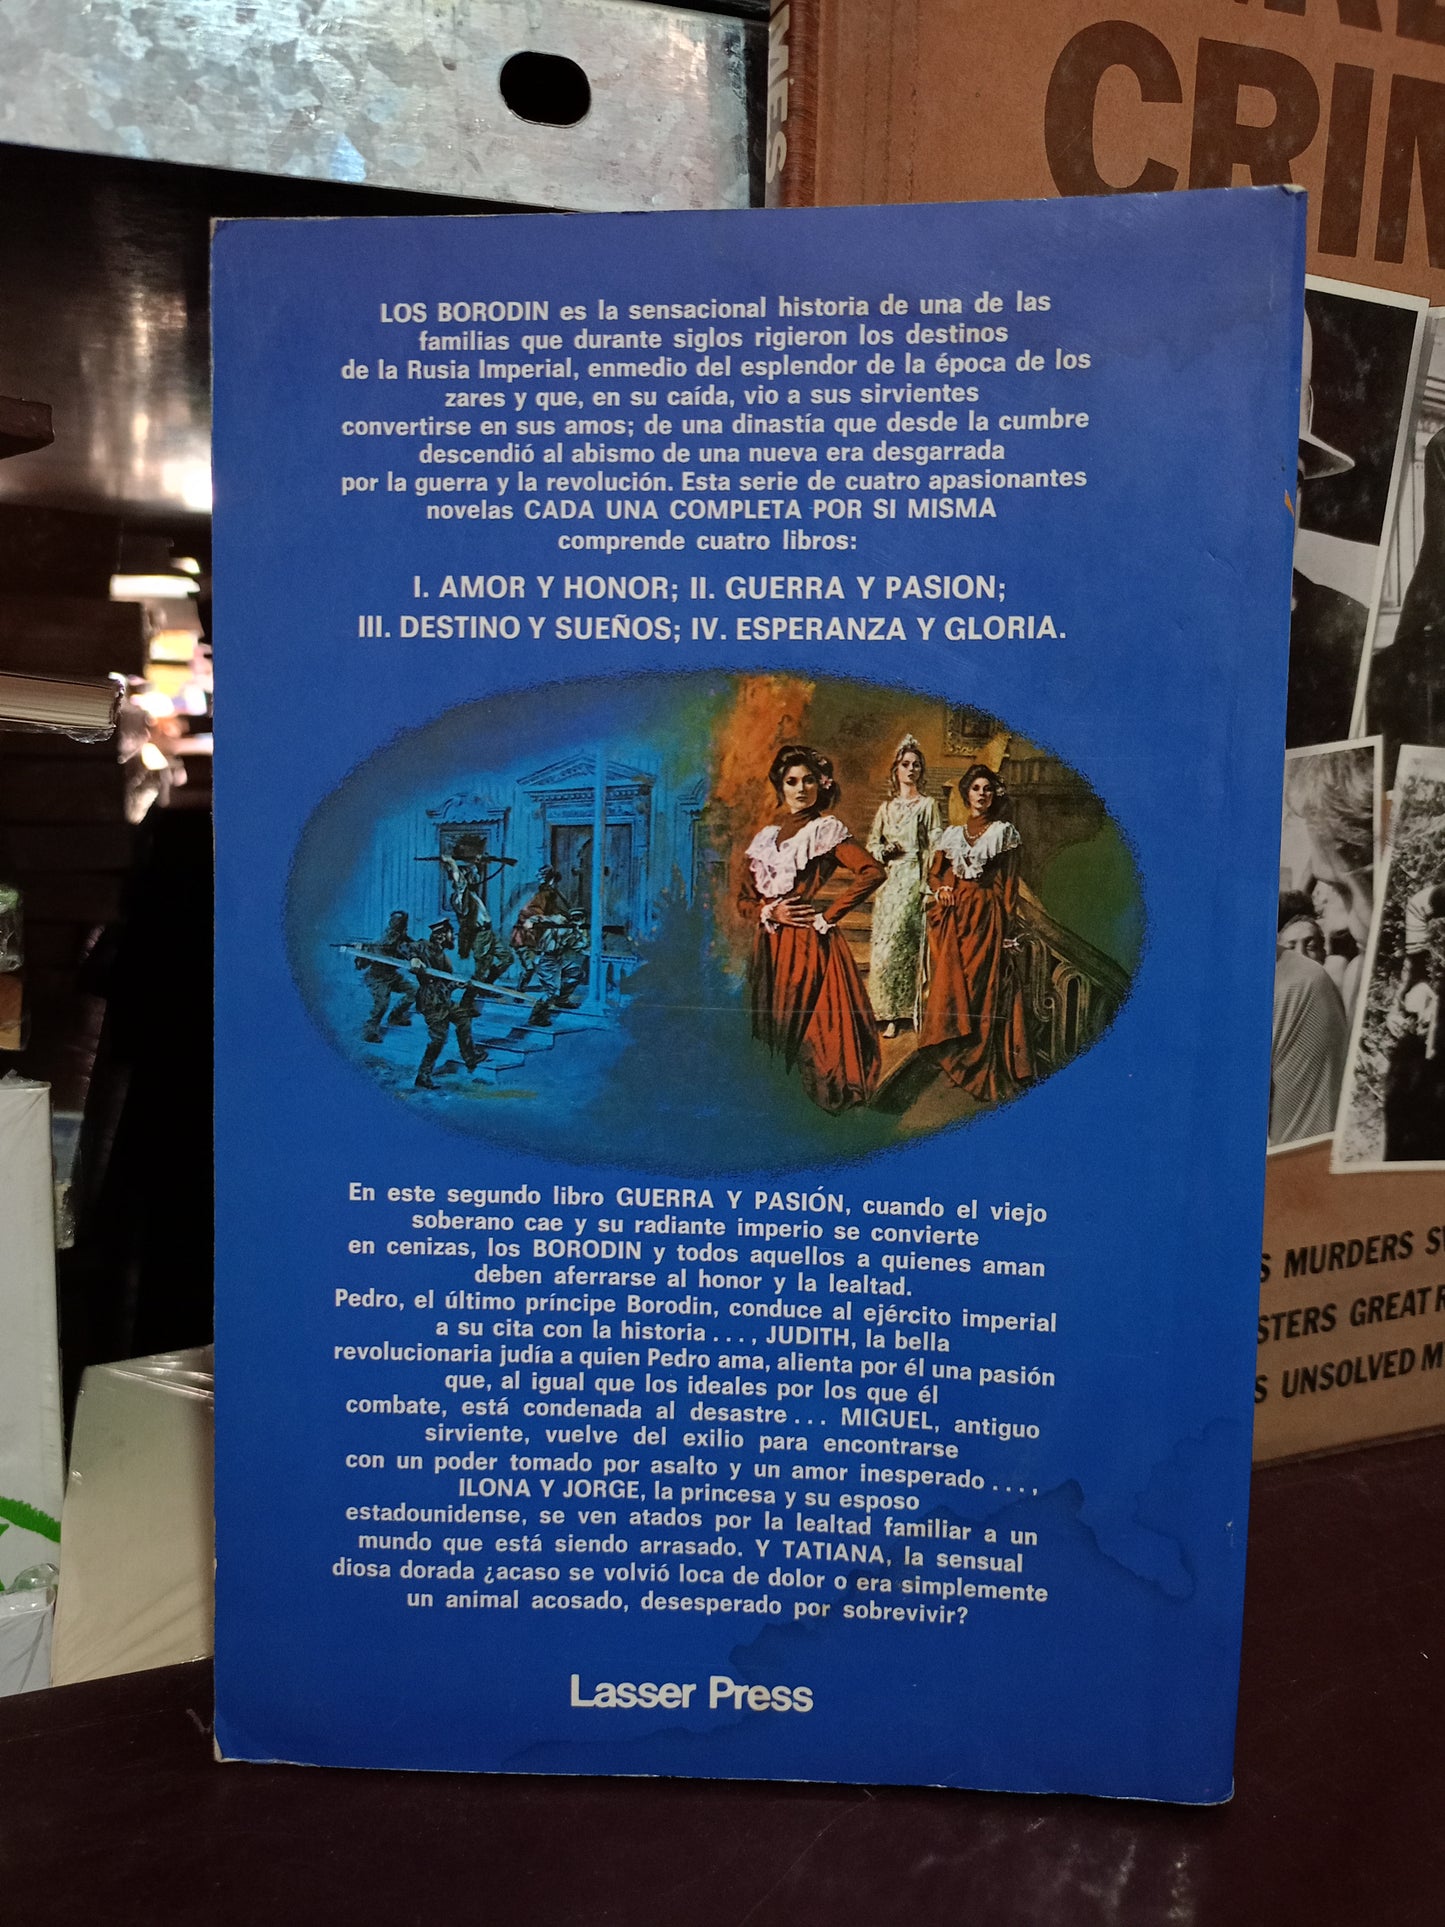 MES
CRIM
LOS BORODIN es la sensacional historia de una de las
familias que durante siglos rigieron los destinos
de la Rusia Imperial, enmedio del esplendor de la época de los
zares y que, en su caída, vio a sus sirvientes
convertirse en sus amos; de una dinastía que desde la cumbre
descendió al abismo de una nueva era desgarrada
por la guerra y la revolución. Esta serie de cuatro apasionantes
novelas CADA UNA COMPLETA POR SI MISMA
comprende cuatro libros:
I. AMOR Y HONOR; II. GUERRA Y PASION;
III. DESTINO Y SUEÑOS; IV. ESPERANZA Y GLORIA.
En este segundo libro GUERRA Y PASIÓN, cuando el viejo
soberano cae y su radiante imperio se convierte
en cenizas, los BORODIN y todos aquellos a quienes aman
deben aferrarse al honor y la lealtad.
Pedro, el último príncipe Borodin, conduce al ejército imperial
a su cita con la historia . . . , JUDITH, la bella
revolucionaria judía a quien Pedro ama, alienta por él una pasión
que, al igual que los ideales por los que él
combate, está condenada al desastre . . . MIGUEL, antiguo
sirviente, vuelve del exilio para encontrarse
con un poder tomado por asalto y un amor inesperado . . . ,
ILONA Y JORGE, la princesa y su esposo
estadounidense, se ven atados por la lealtad familiar a un
mundo que está siendo arrasado. Y TATIANA, la sensual
diosa dorada ¿acaso se volvió loca de dolor o era simplemente
un animal acosado, desesperado por sobrevivir?
Lasser Press
S MURDERS
STERS GREAT
S UNSOLVED M